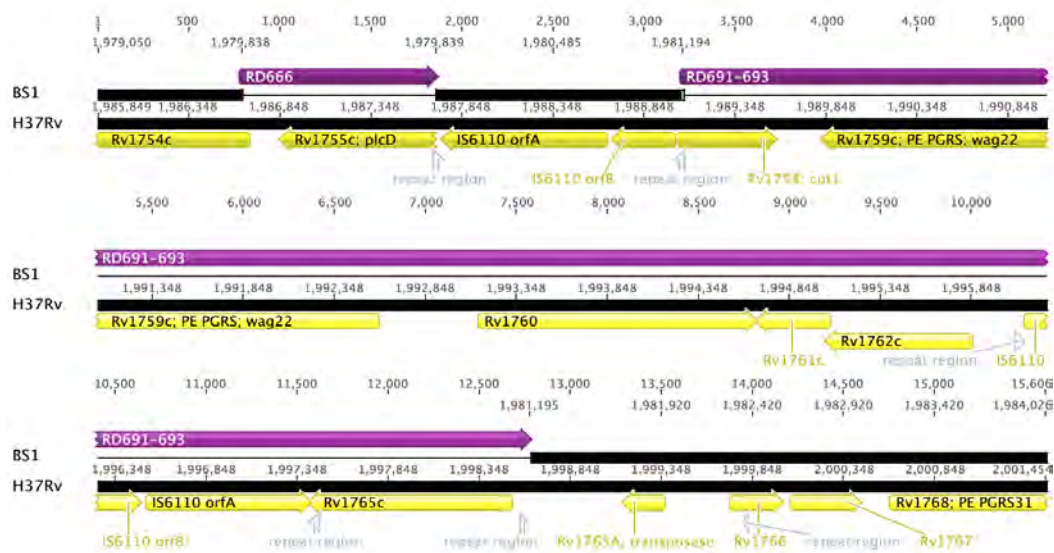 1 500 1,000 1,500 2,000 2,500 3,000 3,500 4,000 4,500 5,000
1,979,050 1,979,838 1,979,839 1,980,485 1,981,194
RD666 RD691-693
BS1
1,985,849 1,986,348 1,986,848 1,987,348 1,987,848 1,988,348 1,988,848 1,989,348 1,989,848 1,990,348 1,990,848
H37Rv
Rv1754c Rv1755c; plcD IS6110 orfA Rv1759c; PE PGRS; wag22
repeat region IS6110 orfB repeat region Rv1758; cut1
5,500 6,000 6,500 7,000 7,500 8,000 8,500 9,000 9,500 10,000
RD691-693
BS1
1,991,348 1,991,848 1,992,348 1,992,848 1,993,348 1,993,848 1,994,348 1,994,848 1,995,348 1,995,848
H37Rv
Rv1759c; PE PGRS; wag22 Rv1760
Rv1762c
Rv1761c repeat region IS6110
10,500 11,000 11,500 12,000 12,500 13,000 13,500 14,000 14,500 15,000 15,606
1,981,195 1,981,920 1,982,420 1,982,920 1,983,420 1,984,026
RD691-693
BS1
1,996,348 1,996,848 1,997,348 1,997,848 1,998,348 1,998,848 1,999,348 1,999,848 2,000,348 2,000,848 2,001,454
H37Rv
IS6110 orfA Rv1765c Rv1768; PE PGRS31
IS6110 orfB repeat region repeat region Rv1765A; transposase Rv1766 repeat region Rv1767